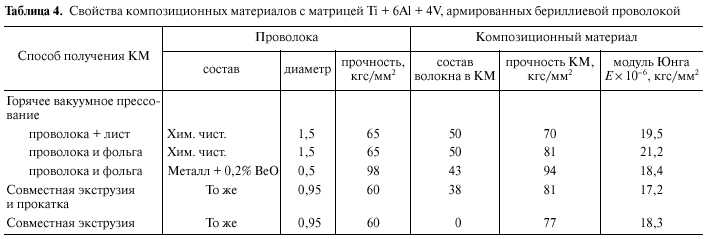 Таблица 4. Свойства композиционных материалов с матрицей Ti + 6Al + 4V, армированных бериллиевой проволокой
Способ получения КМ
Проволока
Композиционный материал
состав
диаметр
прочность, кгс/мм²
состав волокна в КМ
прочность КМ, кгс/мм²
модуль Юнга E × 10⁻⁶, кгс/мм²
Горячее вакуумное прессо-
вание
проволока + лист Хим. чист. 1,5 65 50 70 19,5
проволока и фольга Хим. чист. 1,5 65 50 81 21,2
проволока и фольга Металл + 0,2% BeO 0,5 98 43 94 18,4
Совместная экструзия То же 0,95 60 38 81 17,2
и прокатка
Совместная экструзия То же 0,95 60 0 77 18,3